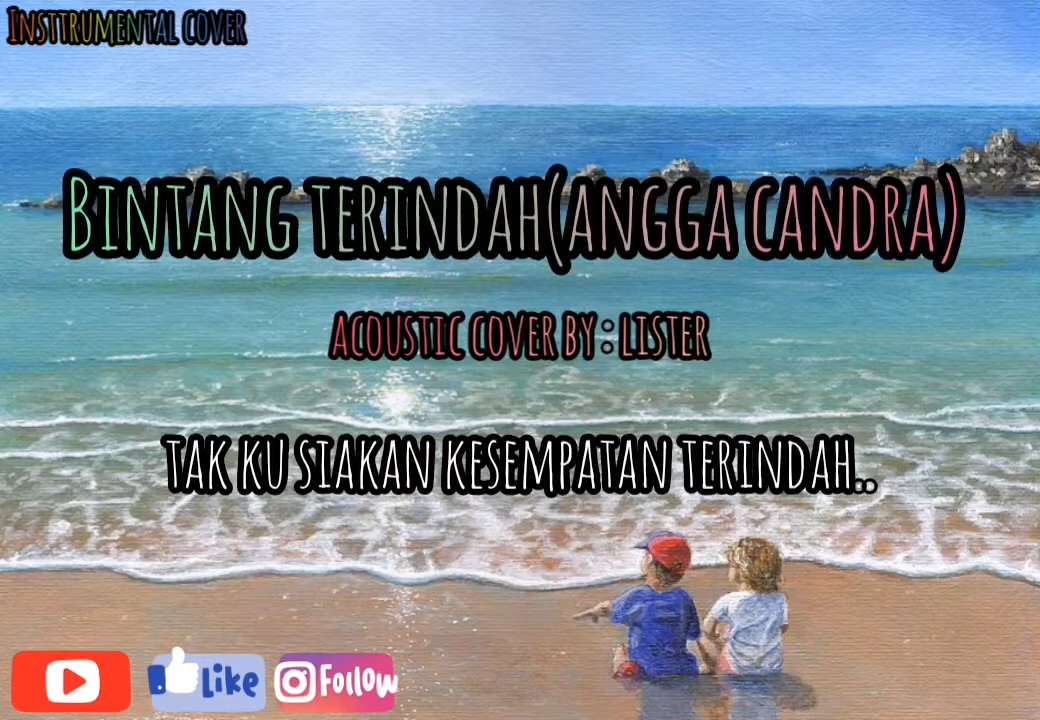 Insttrumental cover
Bintang terindah(angga candra)
acoustic cover by : lister
tak ku siakan kesempatan terindah..
Like
Follow